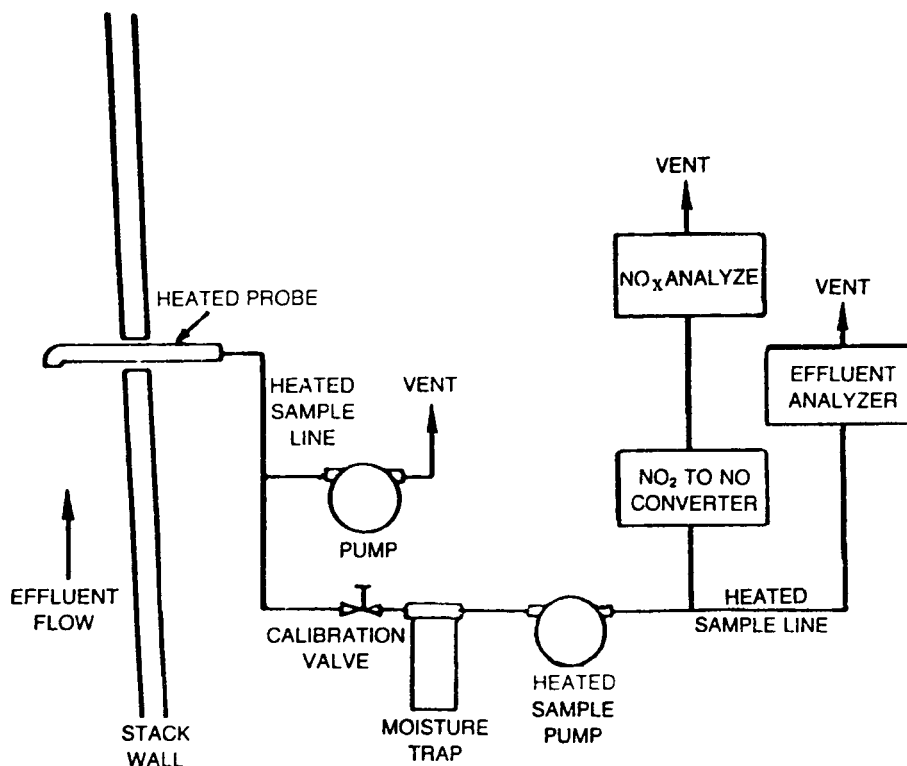 VENT
NOX ANALYZE
VENT
HEATED PROBE
EFFLUENT
ANALYZER
HEATED
SAMPLE
LINE
VENT
NO₂ TO NO
CONVERTER
PUMP
EFFLUENT
FLOW
HEATED
SAMPLE LINE
CALIBRATION
VALVE
HEATED
SAMPLE
PUMP
MOISTURE
TRAP
STACK
WALL